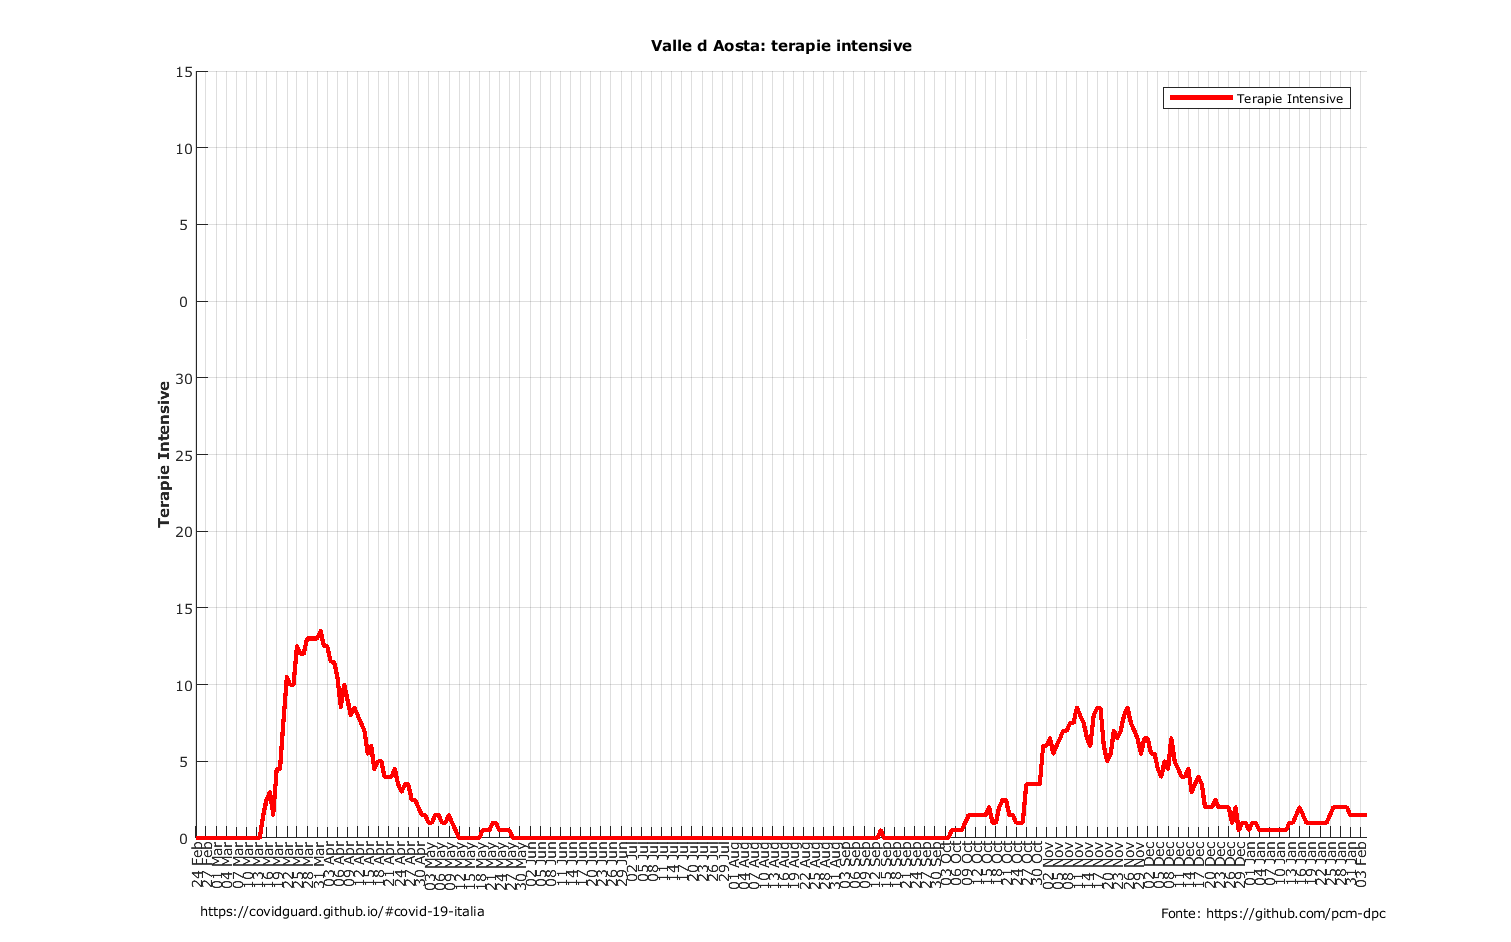 Valle d Aosta: terapie intensive
Terapie Intensive
15
10
5
0
30
25
20
15
10
5
0
Terapie Intensive
24 Feb
27 Feb
01 Mar
04 Mar
07 Mar
10 Mar
13 Mar
16 Mar
19 Mar
22 Mar
25 Mar
28 Mar
31 Mar
03 Apr
06 Apr
09 Apr
12 Apr
15 Apr
18 Apr
21 Apr
24 Apr
27 Apr
30 Apr
03 May
06 May
09 May
12 May
15 May
18 May
21 May
24 May
27 May
30 May
02 Jun
05 Jun
08 Jun
11 Jun
14 Jun
17 Jun
20 Jun
23 Jun
26 Jun
29 Jun
02 Jul
05 Jul
08 Jul
11 Jul
14 Jul
17 Jul
20 Jul
23 Jul
26 Jul
29 Jul
01 Aug
04 Aug
07 Aug
10 Aug
13 Aug
16 Aug
19 Aug
22 Aug
25 Aug
28 Aug
31 Aug
03 Sep
06 Sep
09 Sep
12 Sep
15 Sep
18 Sep
21 Sep
24 Sep
27 Sep
30 Sep
03 Oct
06 Oct
09 Oct
12 Oct
15 Oct
18 Oct
21 Oct
24 Oct
27 Oct
30 Oct
02 Nov
05 Nov
08 Nov
11 Nov
14 Nov
17 Nov
20 Nov
23 Nov
26 Nov
29 Nov
02 Dec
05 Dec
08 Dec
11 Dec
14 Dec
17 Dec
20 Dec
23 Dec
26 Dec
29 Dec
01 Jan
04 Jan
07 Jan
10 Jan
13 Jan
16 Jan
19 Jan
22 Jan
25 Jan
28 Jan
31 Jan
03 Feb
https://covidguard.github.io/#covid-19-italia
Fonte: https://github.com/pcm-dpc